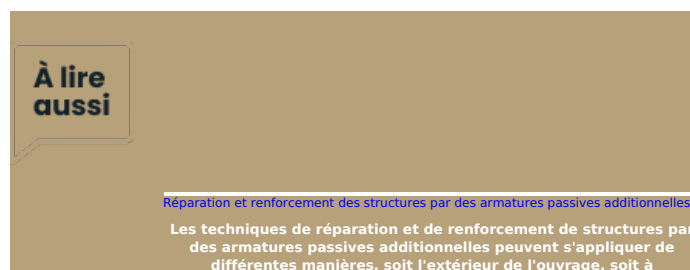 À lire
aussi
Réparation et renforcement des structures par des armatures passives additionnelles
Les techniques de réparation et de renforcement de structures par
des armatures passives additionnelles peuvent s'appliquer de
différentes manières, soit l'extérieur de l'ouvrage, soit à